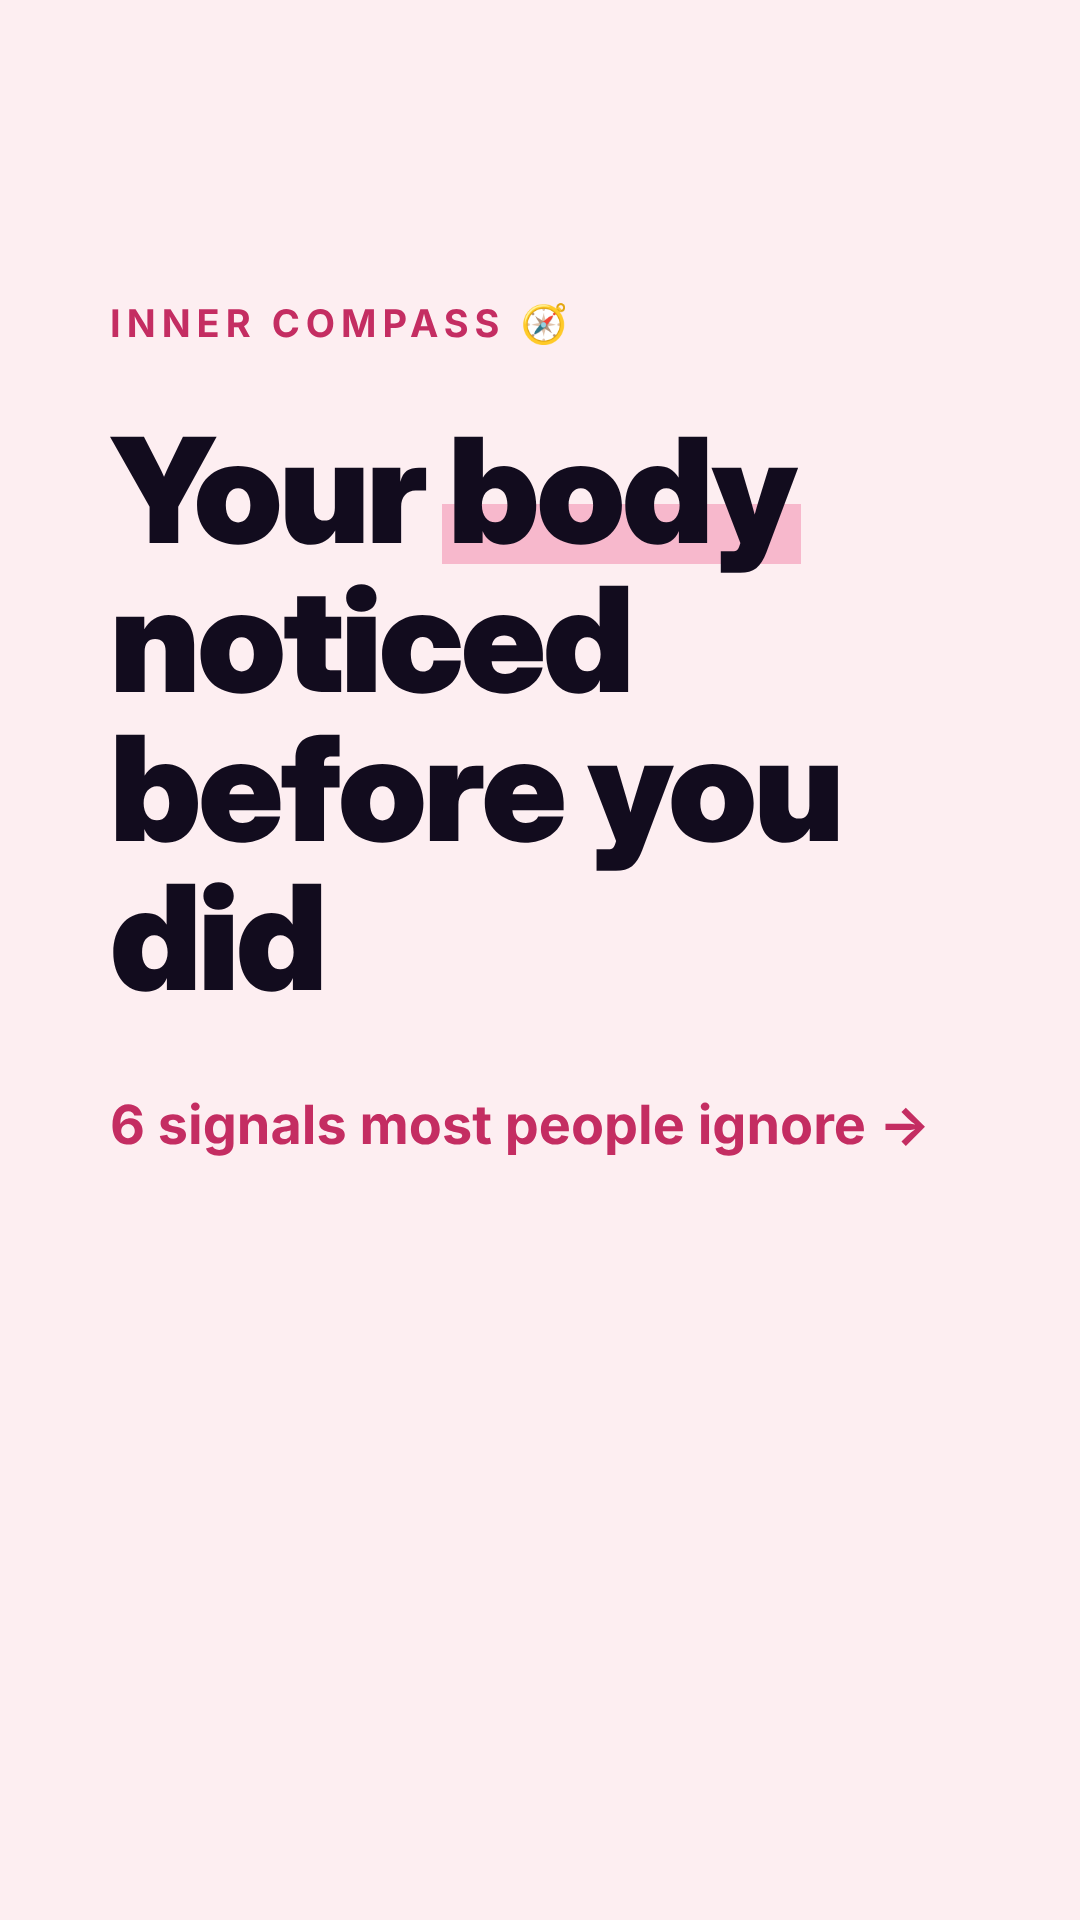 INNER COMPASS 🧭
Your body
noticed
before you
did
6 signals most people ignore →